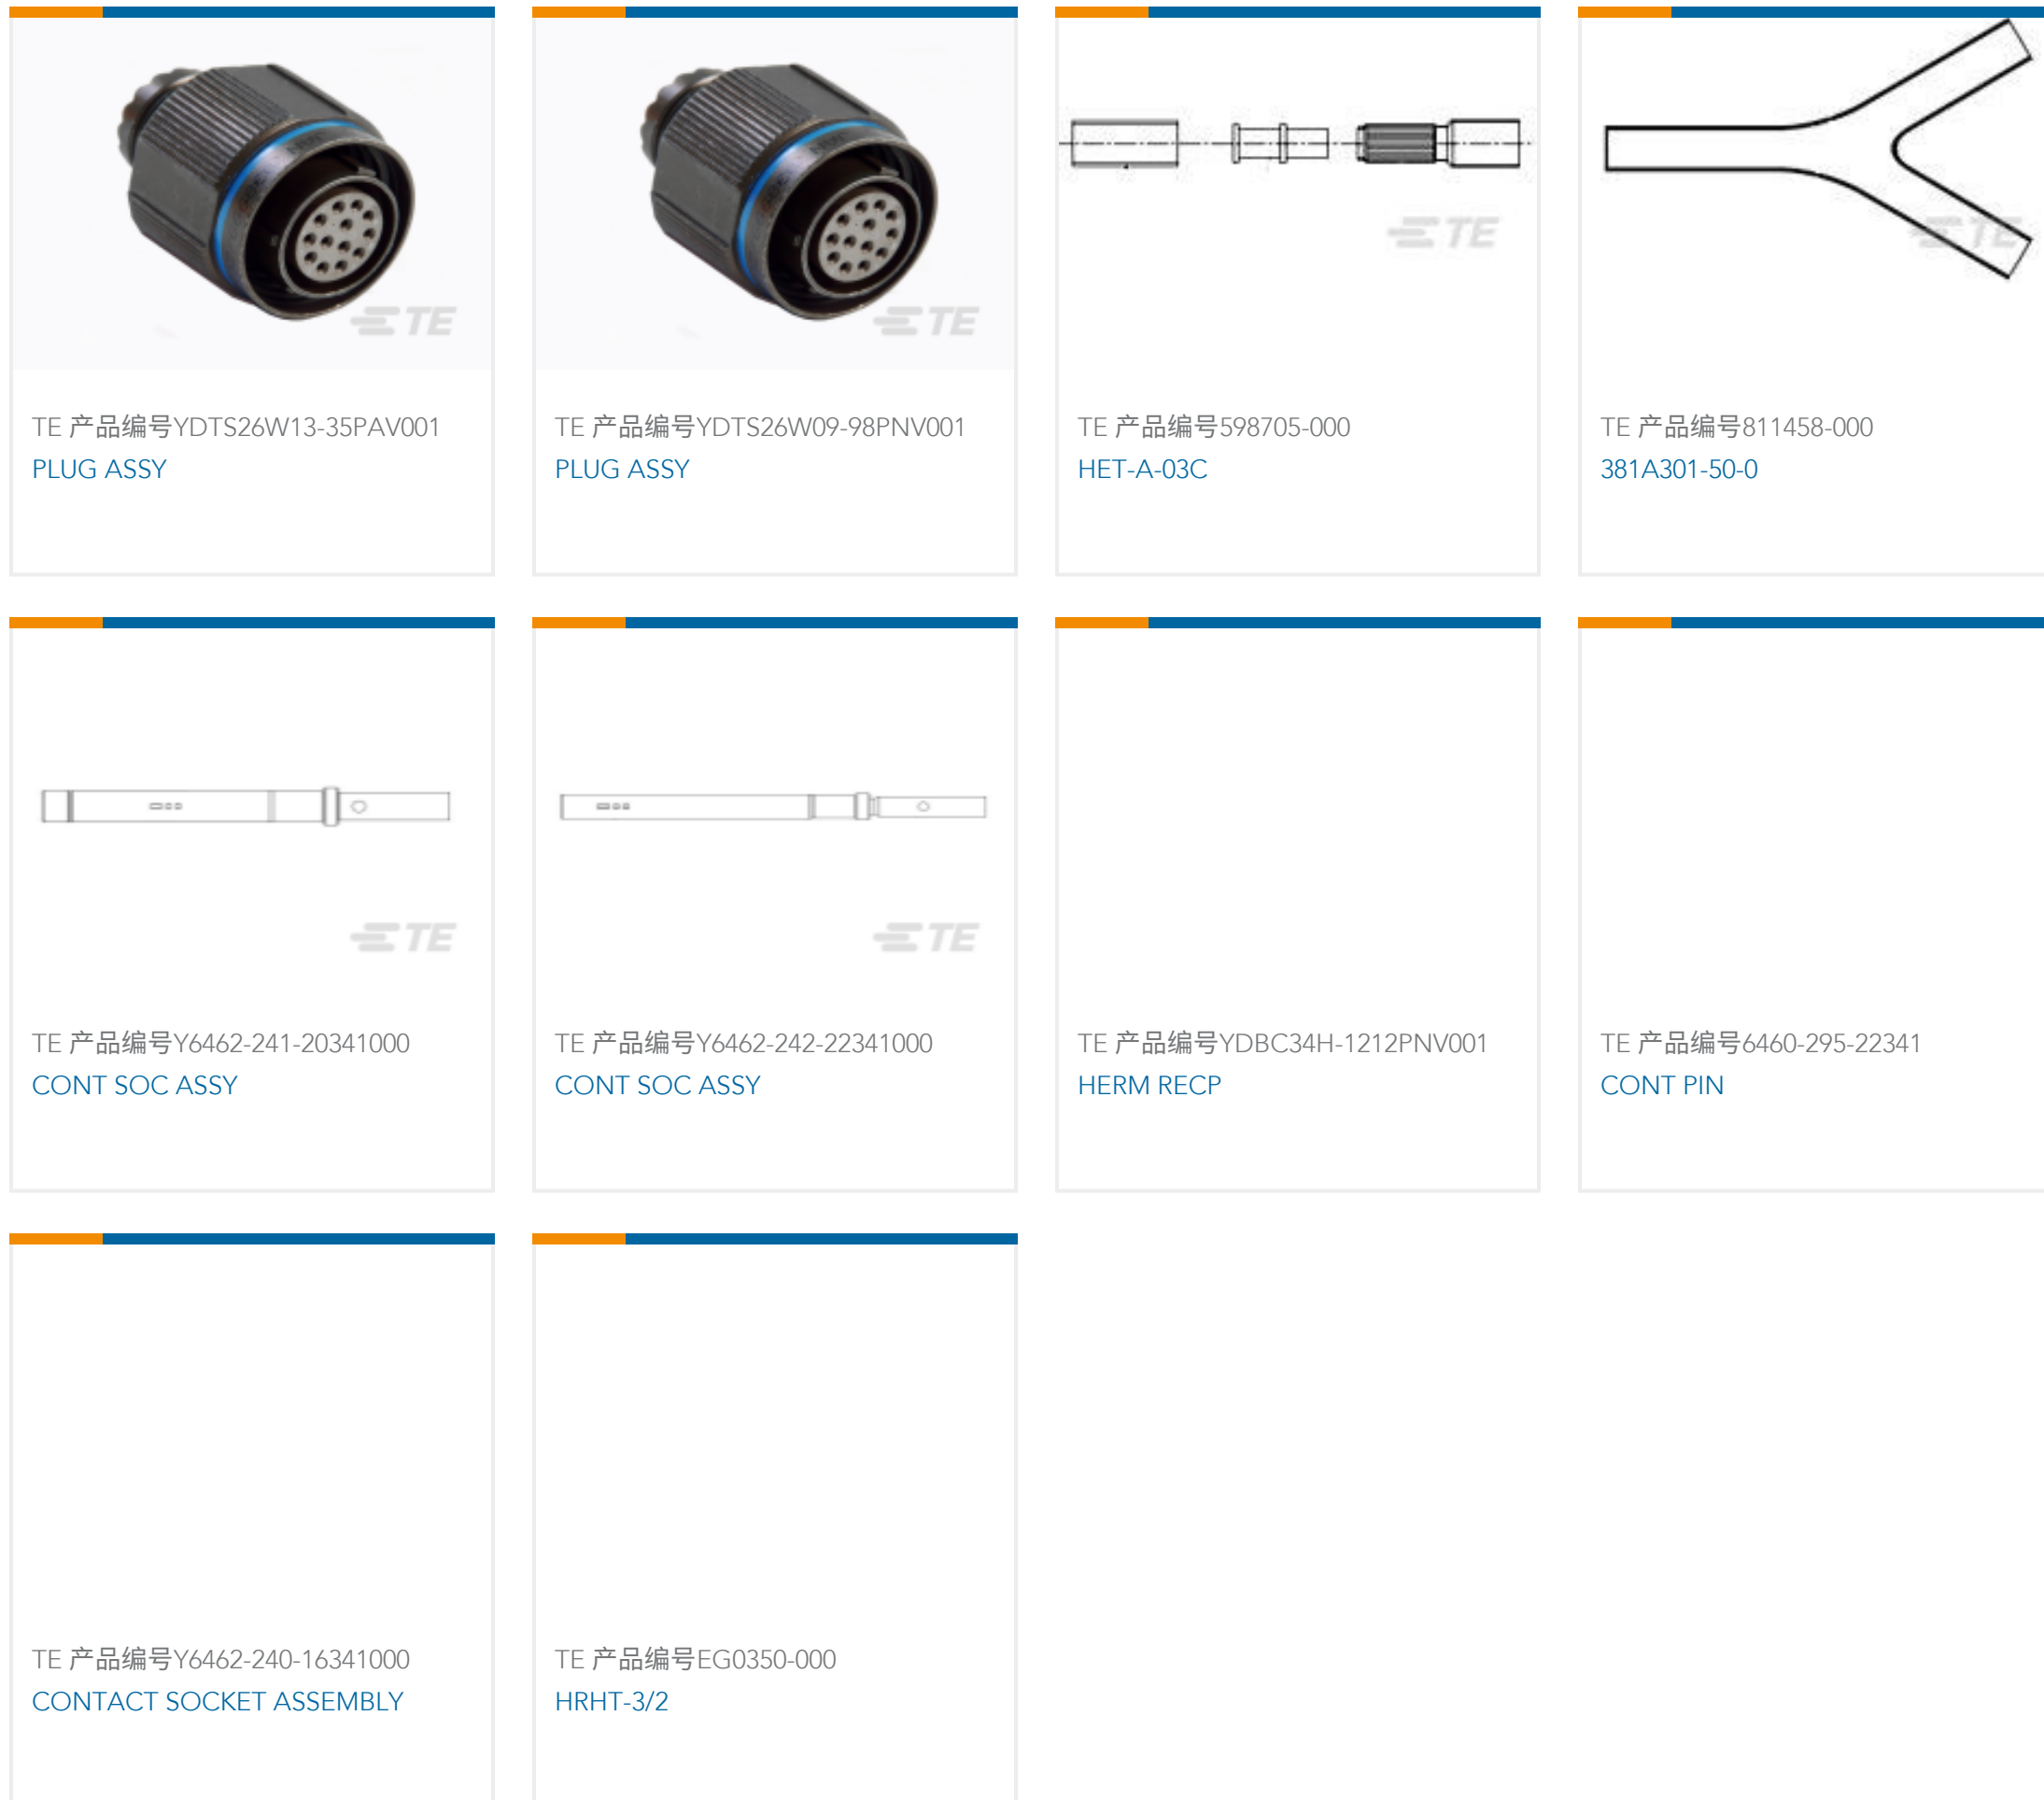 TE
TE
TE
TE
TE 产品编号YDTS26W13-35PAV001
PLUG ASSY
TE 产品编号YDTS26W09-98PNV001
PLUG ASSY
TE 产品编号598705-000
HET-A-03C
TE 产品编号811458-000
381A301-50-0
TE
TE
TE 产品编号Y6462-241-20341000
CONT SOC ASSY
TE 产品编号Y6462-242-22341000
CONT SOC ASSY
TE 产品编号YDBC34H-1212PNV001
HERM RECP
TE 产品编号6460-295-22341
CONT PIN
TE 产品编号Y6462-240-16341000
CONTACT SOCKET ASSEMBLY
TE 产品编号EG0350-000
HRHT-3/2